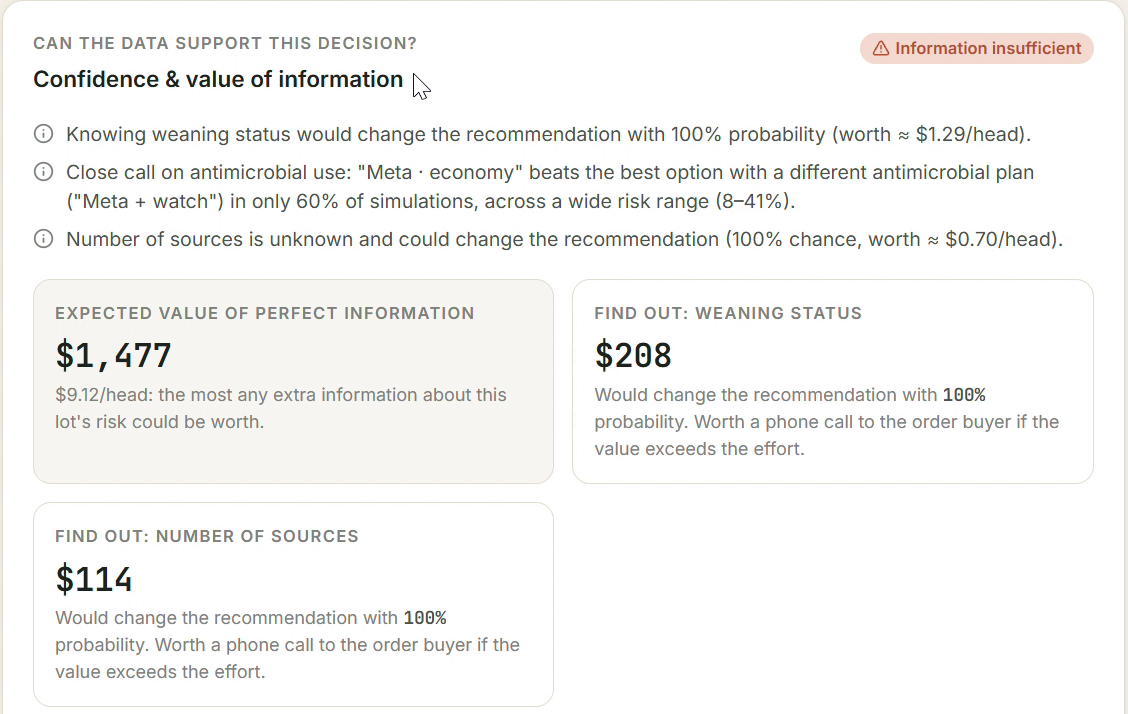 CAN THE DATA SUPPORT THIS DECISION?
Information insufficient
Confidence & value of information
Knowing weaning status would change the recommendation with 100% probability (worth ≈ $1.29/head).
Close call on antimicrobial use: "Meta · economy" beats the best option with a different antimicrobial plan
("Meta + watch") in only 60% of simulations, across a wide risk range (8–41%).
Number of sources is unknown and could change the recommendation (100% chance, worth ≈ $0.70/head).
EXPECTED VALUE OF PERFECT INFORMATION
$1,477
$9.12/head: the most any extra information about this
lot's risk could be worth.
FIND OUT: WEANING STATUS
$208
Would change the recommendation with 100%
probability. Worth a phone call to the order buyer if the
value exceeds the effort.
FIND OUT: NUMBER OF SOURCES
$114
Would change the recommendation with 100%
probability. Worth a phone call to the order buyer if the
value exceeds the effort.